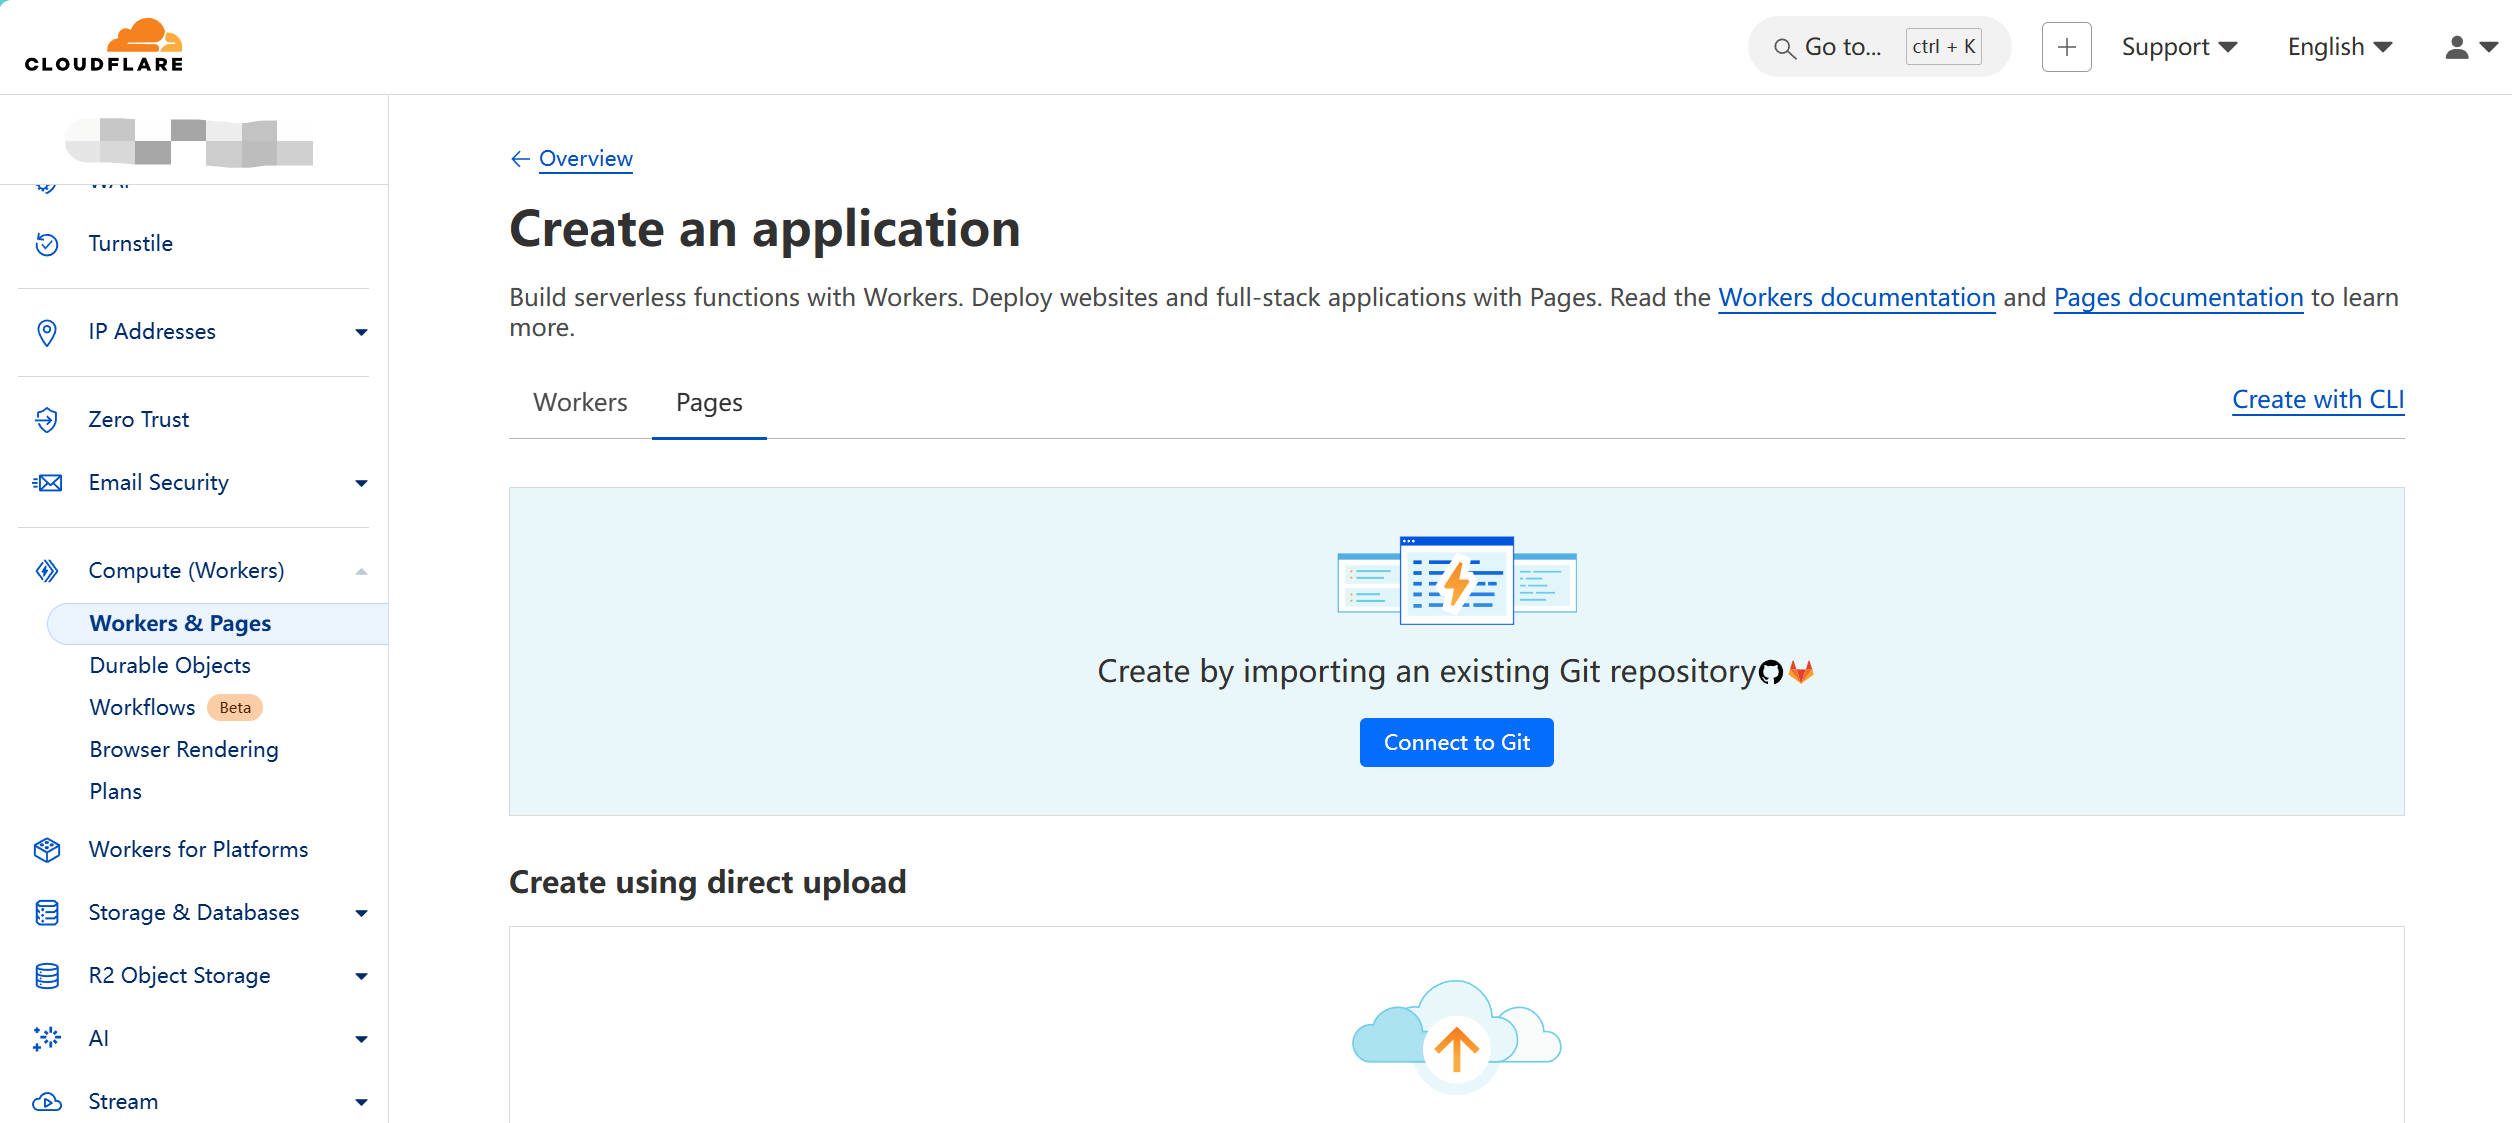 CLOUDFLARE
Go to... ctrl + K
Support
English
Turnstile
IP Addresses
Zero Trust
Email Security
Compute (Workers)
Workers & Pages
Durable Objects
Workflows Beta
Browser Rendering
Plans
Workers for Platforms
Storage & Databases
R2 Object Storage
AI
Stream
← Overview
Create an application
Build serverless functions with Workers. Deploy websites and full-stack applications with Pages. Read the Workers documentation and Pages documentation to learn
more.
Workers Pages
Create with CLI
Create by importing an existing Git repository
Connect to Git
Create using direct upload